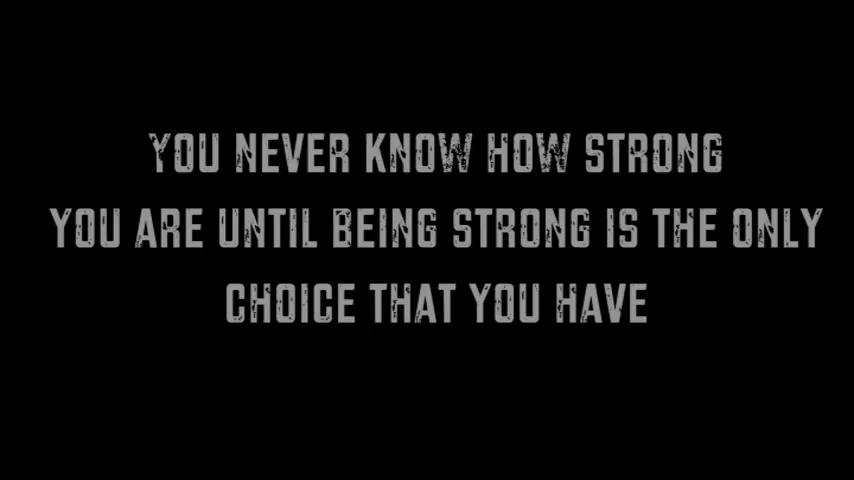 YOU NEVER KNOW HOW STRONG
YOU ARE UNTIL BEING STRONG IS THE ONLY
CHOICE THAT YOU HAVE